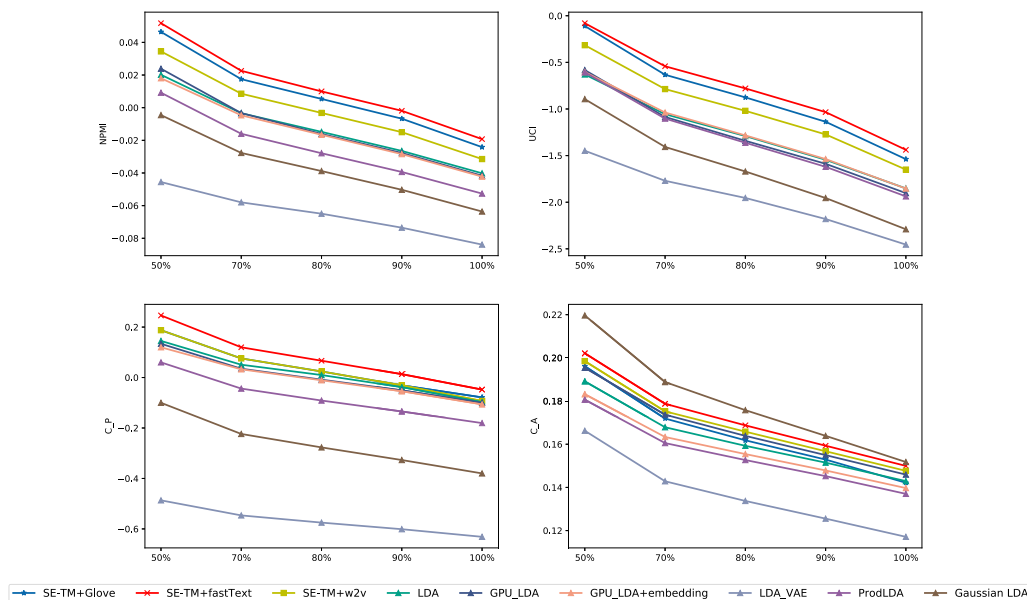 0.04
0.02
0.00
−0.02
−0.04
−0.06
−0.08
NPMI
50% 70% 80% 90% 100%
0.0
−0.5
−1.0
−1.5
−2.0
−2.5
UCI
50% 70% 80% 90% 100%
0.2
0.0
−0.2
−0.4
−0.6
C_P
50% 70% 80% 90% 100%
0.22
0.20
0.18
0.16
0.14
0.12
C_A
50% 70% 80% 90% 100%
SE-TM+Glove SE-TM+fastText SE-TM+w2v LDA GPU_LDA GPU_LDA+embedding LDA_VAE ProdLDA Gaussian LDA